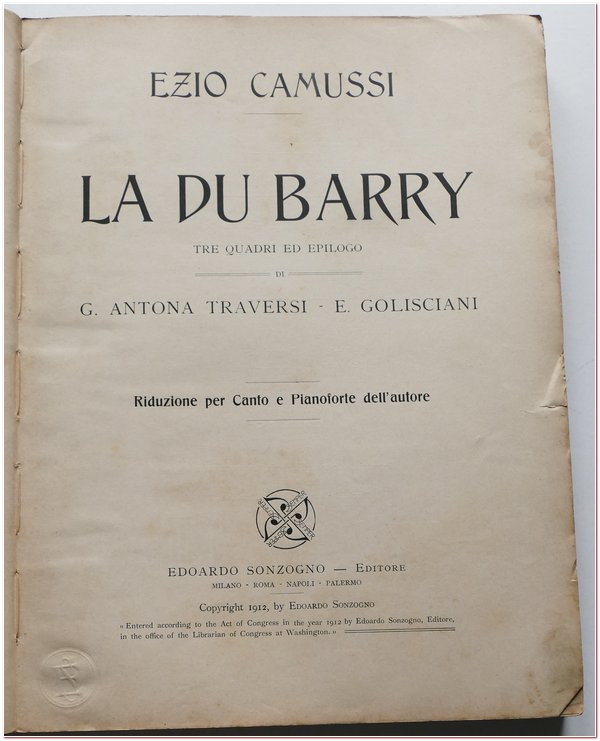 EZIO CAMUSSI
LA DU BARRY
TRE QUADRI ED EPILOGO
DI
G. ANTONA TRAVERSI - E. GOLISCIANI
Riduzione per Canto e Pianoforte dell'autore
EDOARDO SONZOGNO — EDITORE
MILANO - ROMA - NAPOLI - PALERMO
Copyright 1912, by EDOARDO SONZOGNO
« Entered according to the Act of Congress in the year 1912 by Edoardo Sonzogno, Editore,
in the office of the Librarian of Congress at Washington. »